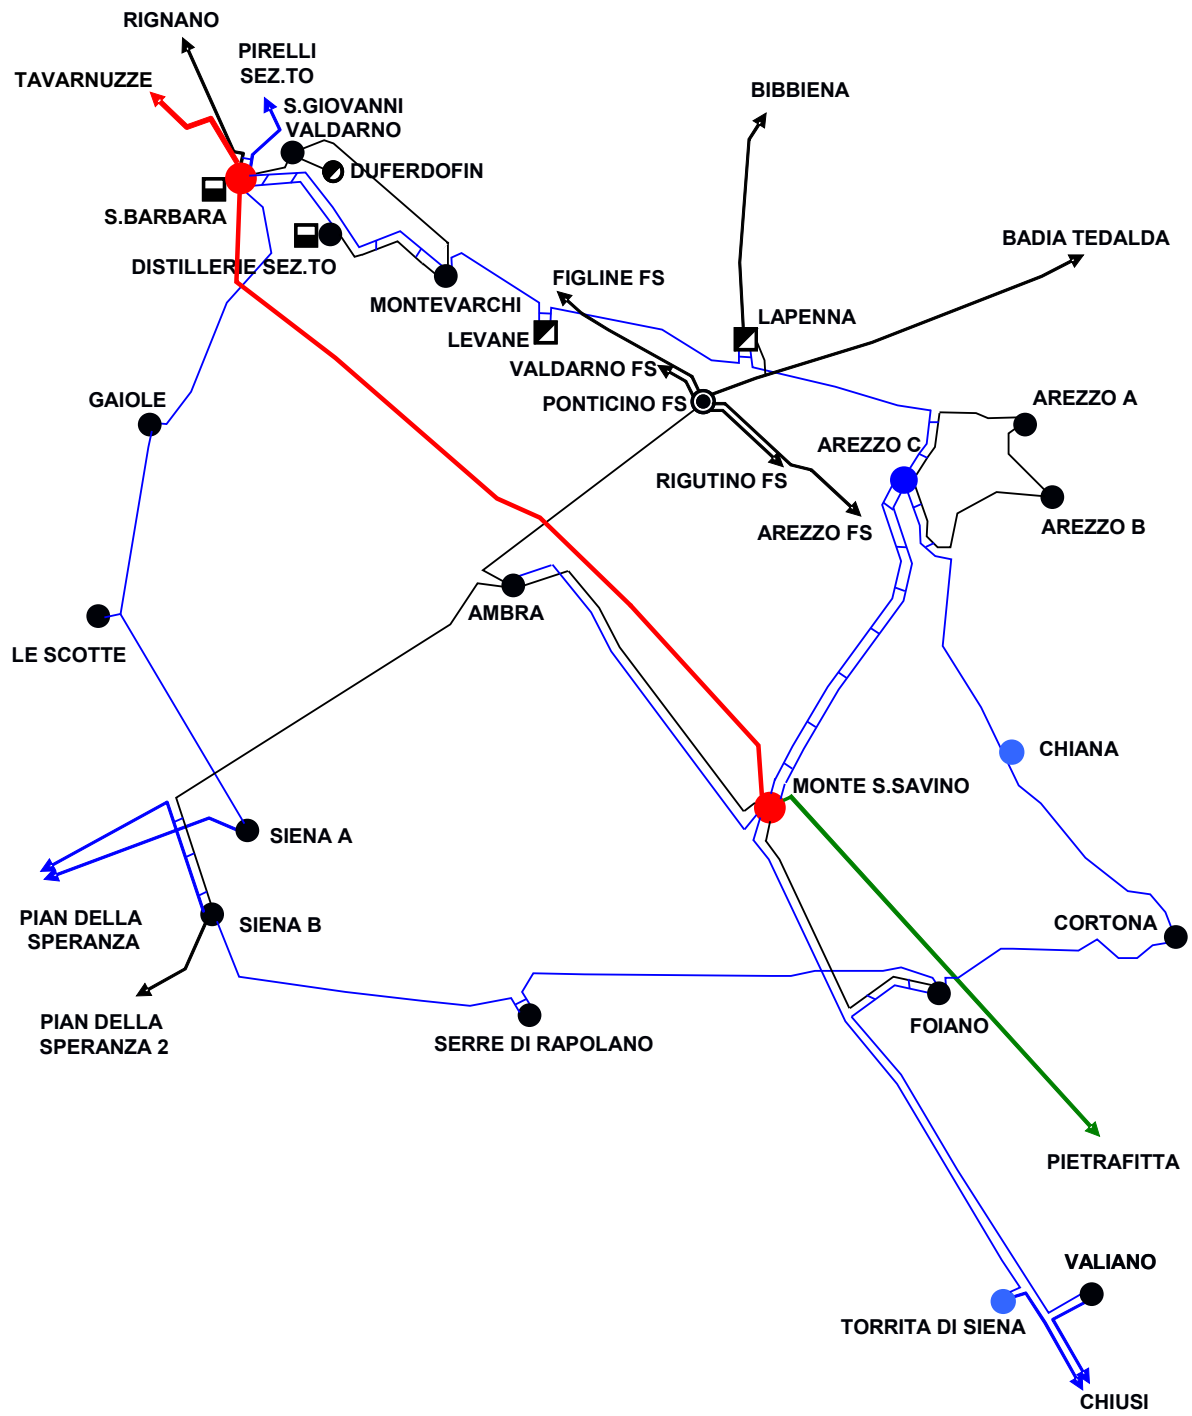 RIGNANO
PIRELLI
SEZ.TO
TAVARNUZZE
S.GIOVANNI
VALDARNO
BIBBIENA
DUFERDOFIN
S.BARBARA
BADIA TEDALDA
DISTILLERIE SEZ.TO
FIGLINE FS
MONTEVARCHI
LAPENNA
LEVANE
VALDARNO FS
GAIOLE
PONTICINO FS
AREZZO A
AREZZO C
RIGUTINO FS
AREZZO FS
AREZZO B
AMBRA
LE SCOTTE
CHIANA
MONTE S.SAVINO
SIENA A
PIAN DELLA
SPERANZA
SIENA B
CORTONA
PIAN DELLA
SPERANZA 2
FOIANO
SERRE DI RAPOLANO
PIETRAFITTA
VALIANO
TORRITA DI SIENA
CHIUSI